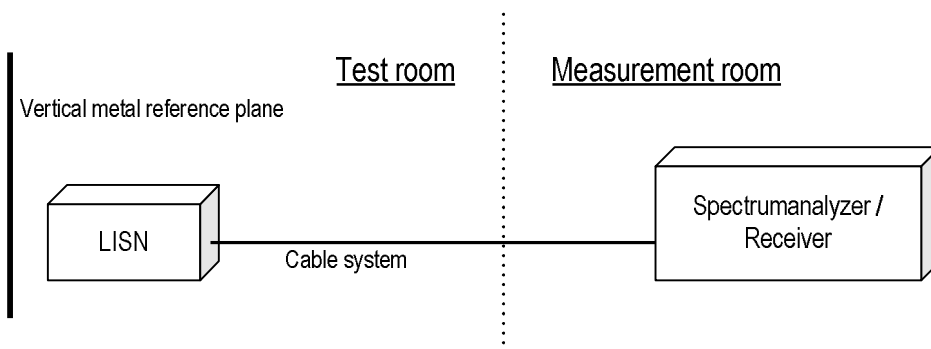 Test room
Measurement room
Vertical metal reference plane
LISN
Cable system
Spectrumanalyzer /
Receiver